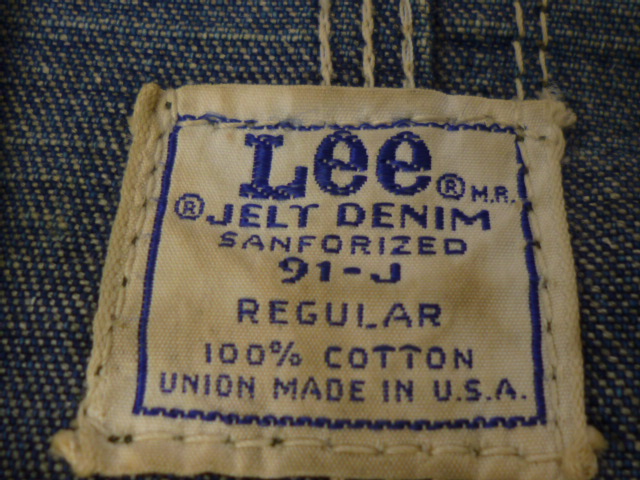 Lee ® M.R.
® JELT DENIM
SANFORIZED
91-J
REGULAR
100% COTTON
UNION MADE IN U.S.A.